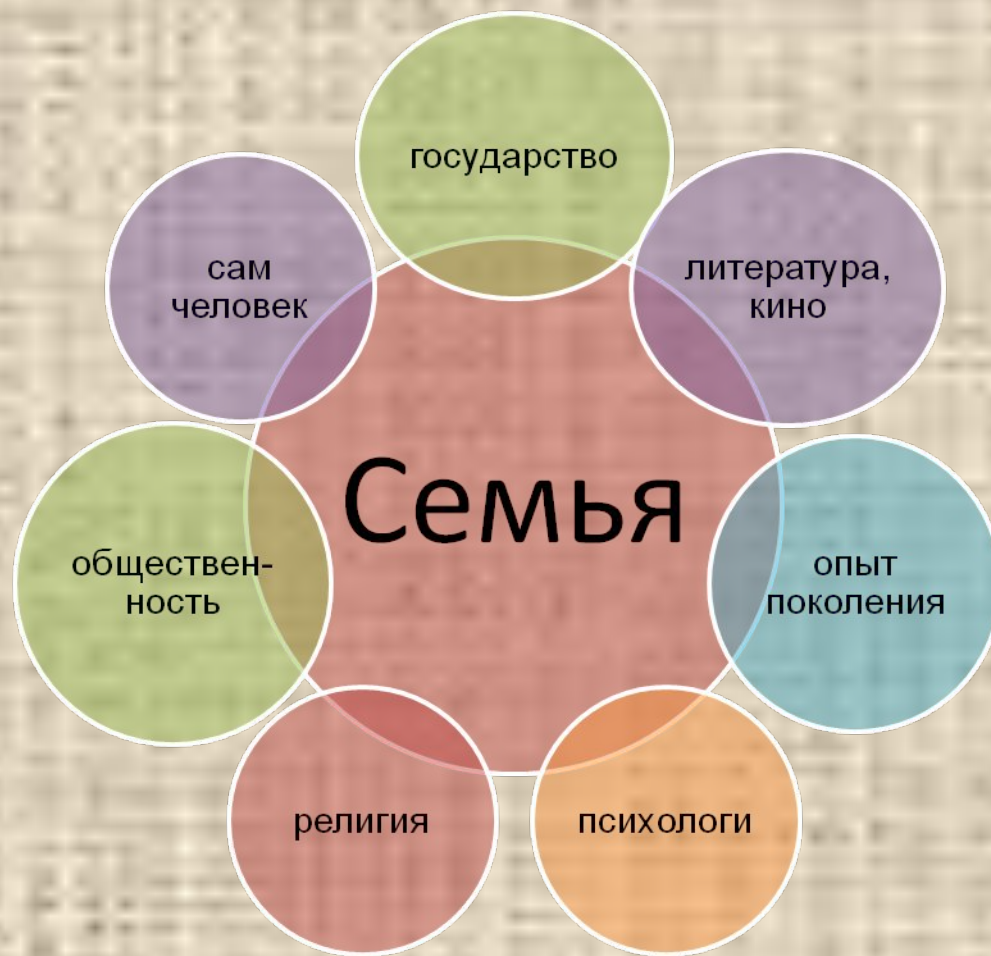 государство
сам
человек
литература,
кино
Семья
обществен-
ность
опыт
поколения
религия
психологи